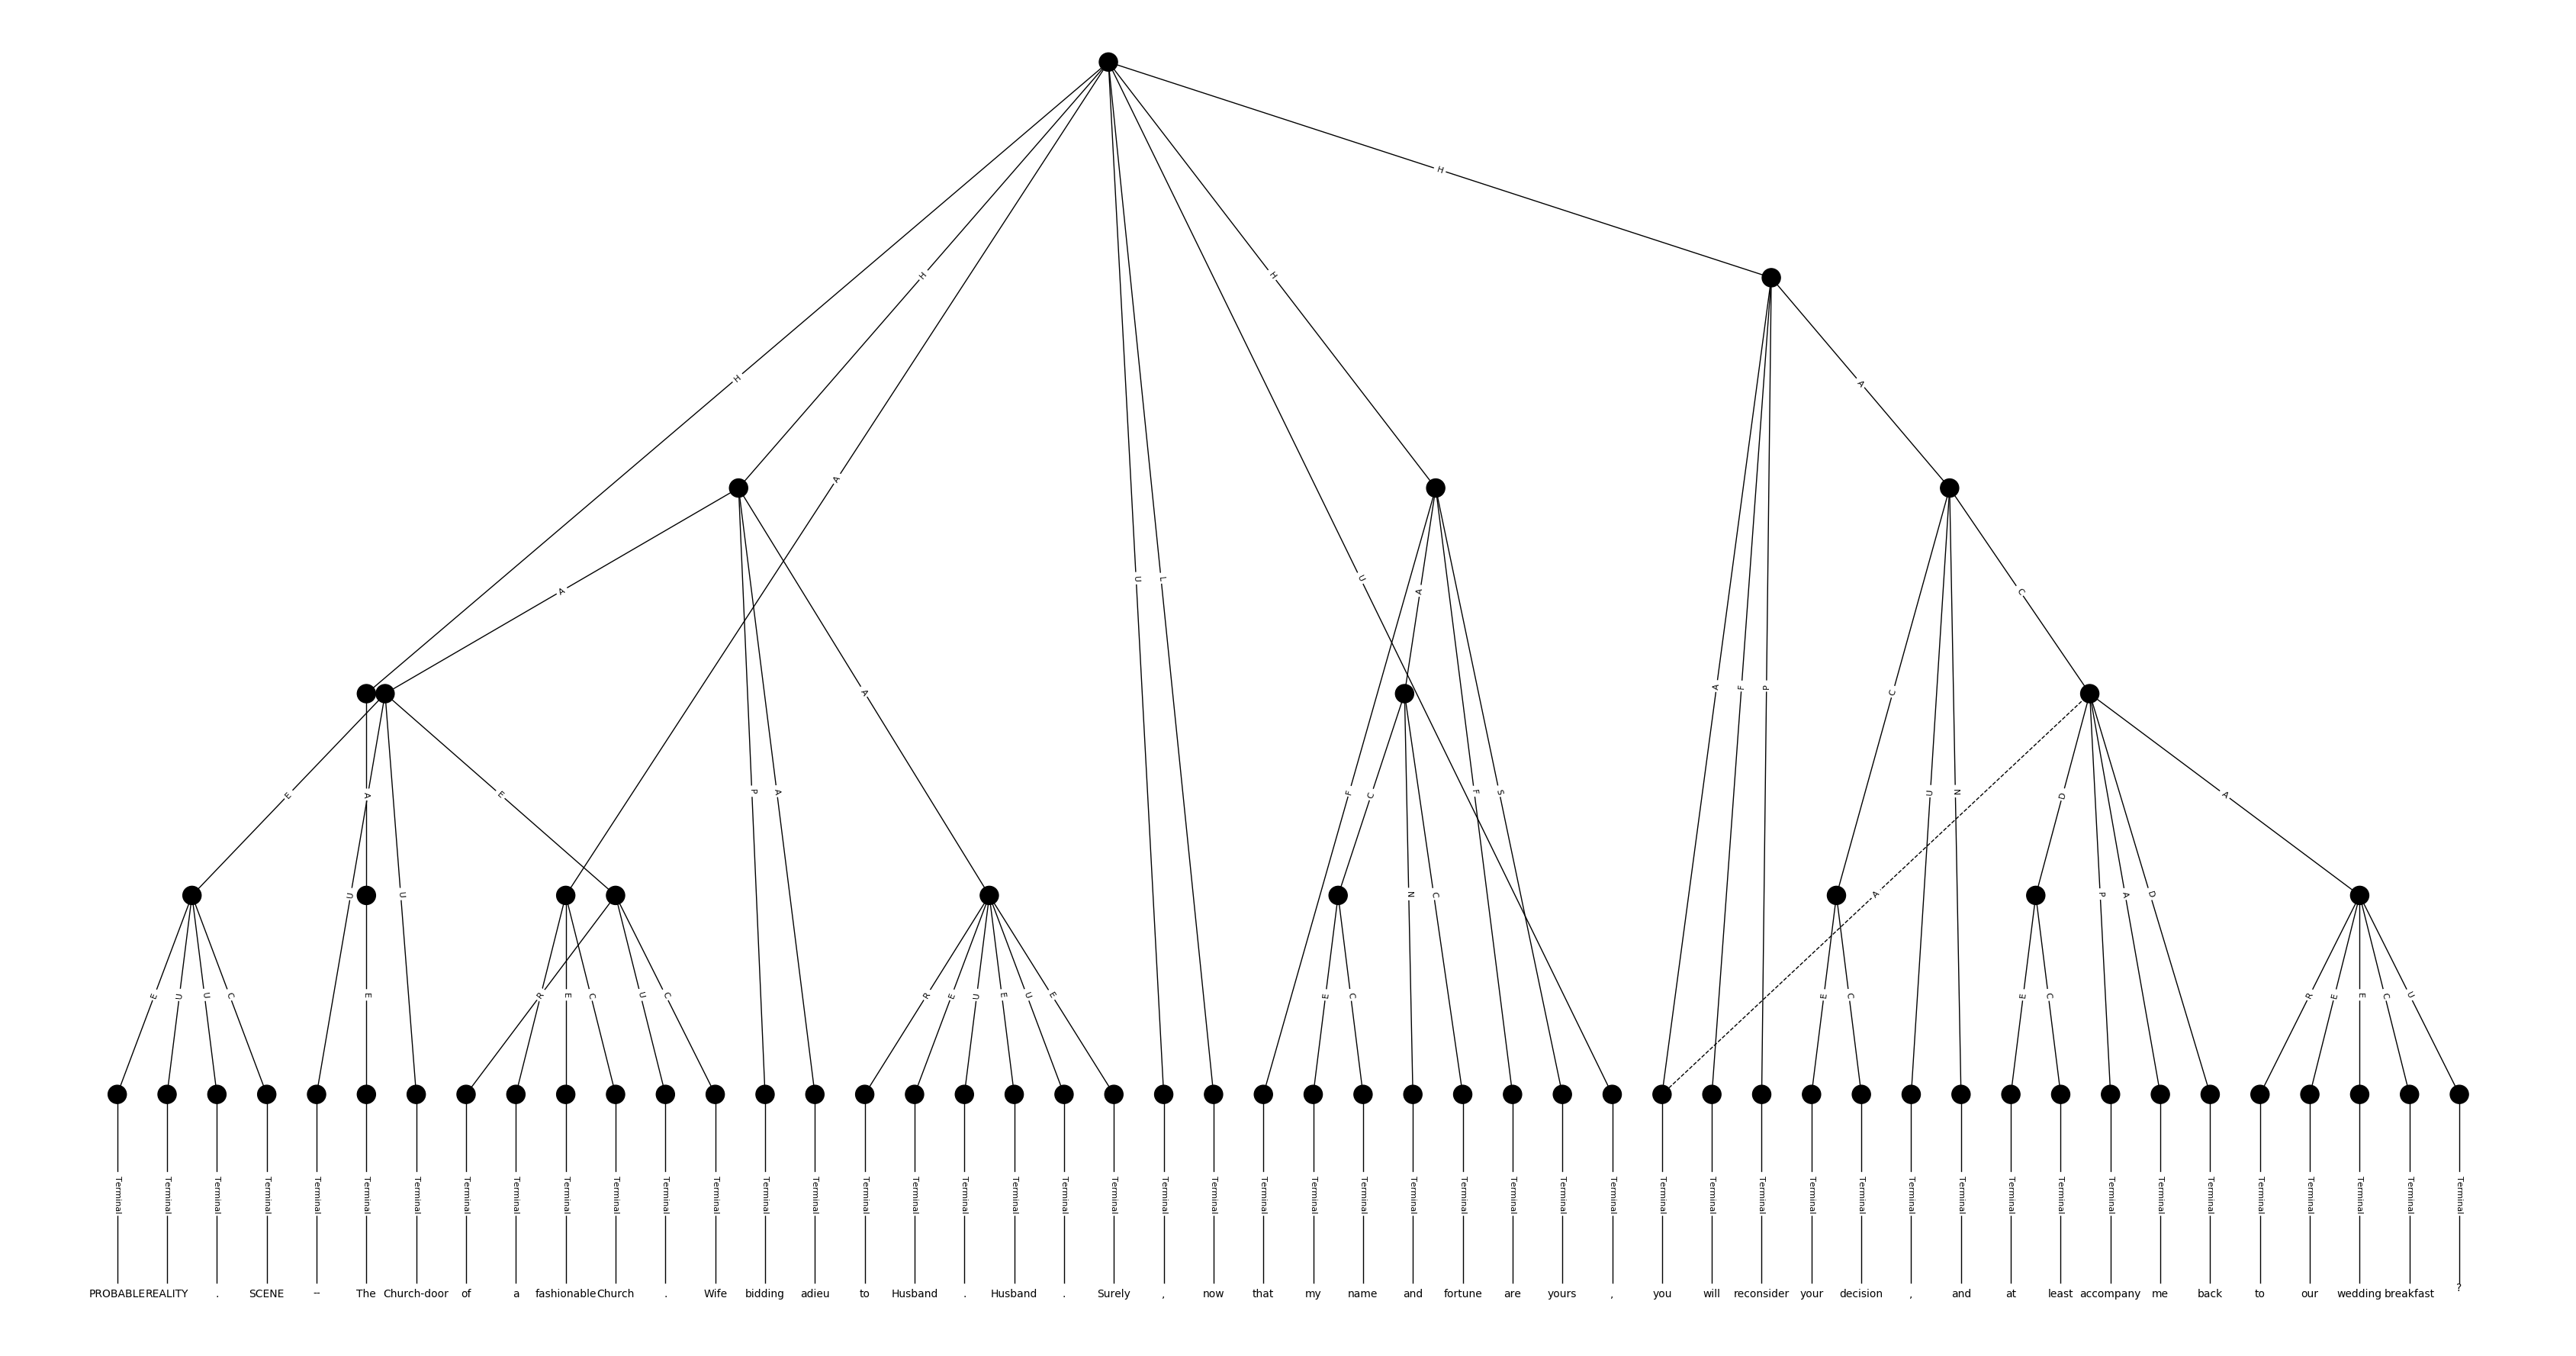 H
H
H
H
A
A
U
L
U
A
A
F
P
A
C
U
N
C
E
A
E
U
U
P
A
F
C
A
N
C
F
S
A
D
P
A
D
A
E
U
U
C
E
R
E
C
U
C
R
E
U
E
U
E
E
C
E
C
E
C
R
E
E
C
U
Terminal Terminal Terminal Terminal Terminal Terminal Terminal Terminal Terminal Terminal Terminal Terminal Terminal Terminal Terminal Terminal Terminal Terminal Terminal Terminal Terminal Terminal Terminal Terminal Terminal Terminal Terminal Terminal Terminal Terminal Terminal Terminal Terminal Terminal Terminal Terminal Terminal Terminal Terminal Terminal Terminal Terminal Terminal Terminal Terminal Terminal Terminal Terminal
PROBABLE REALITY . SCENE -- The Church-door of a fashionable Church . Wife bidding adieu to Husband . Husband . Surely , now that my name and fortune are yours , you will reconsider your decision , and at least accompany me back to our wedding breakfast ?